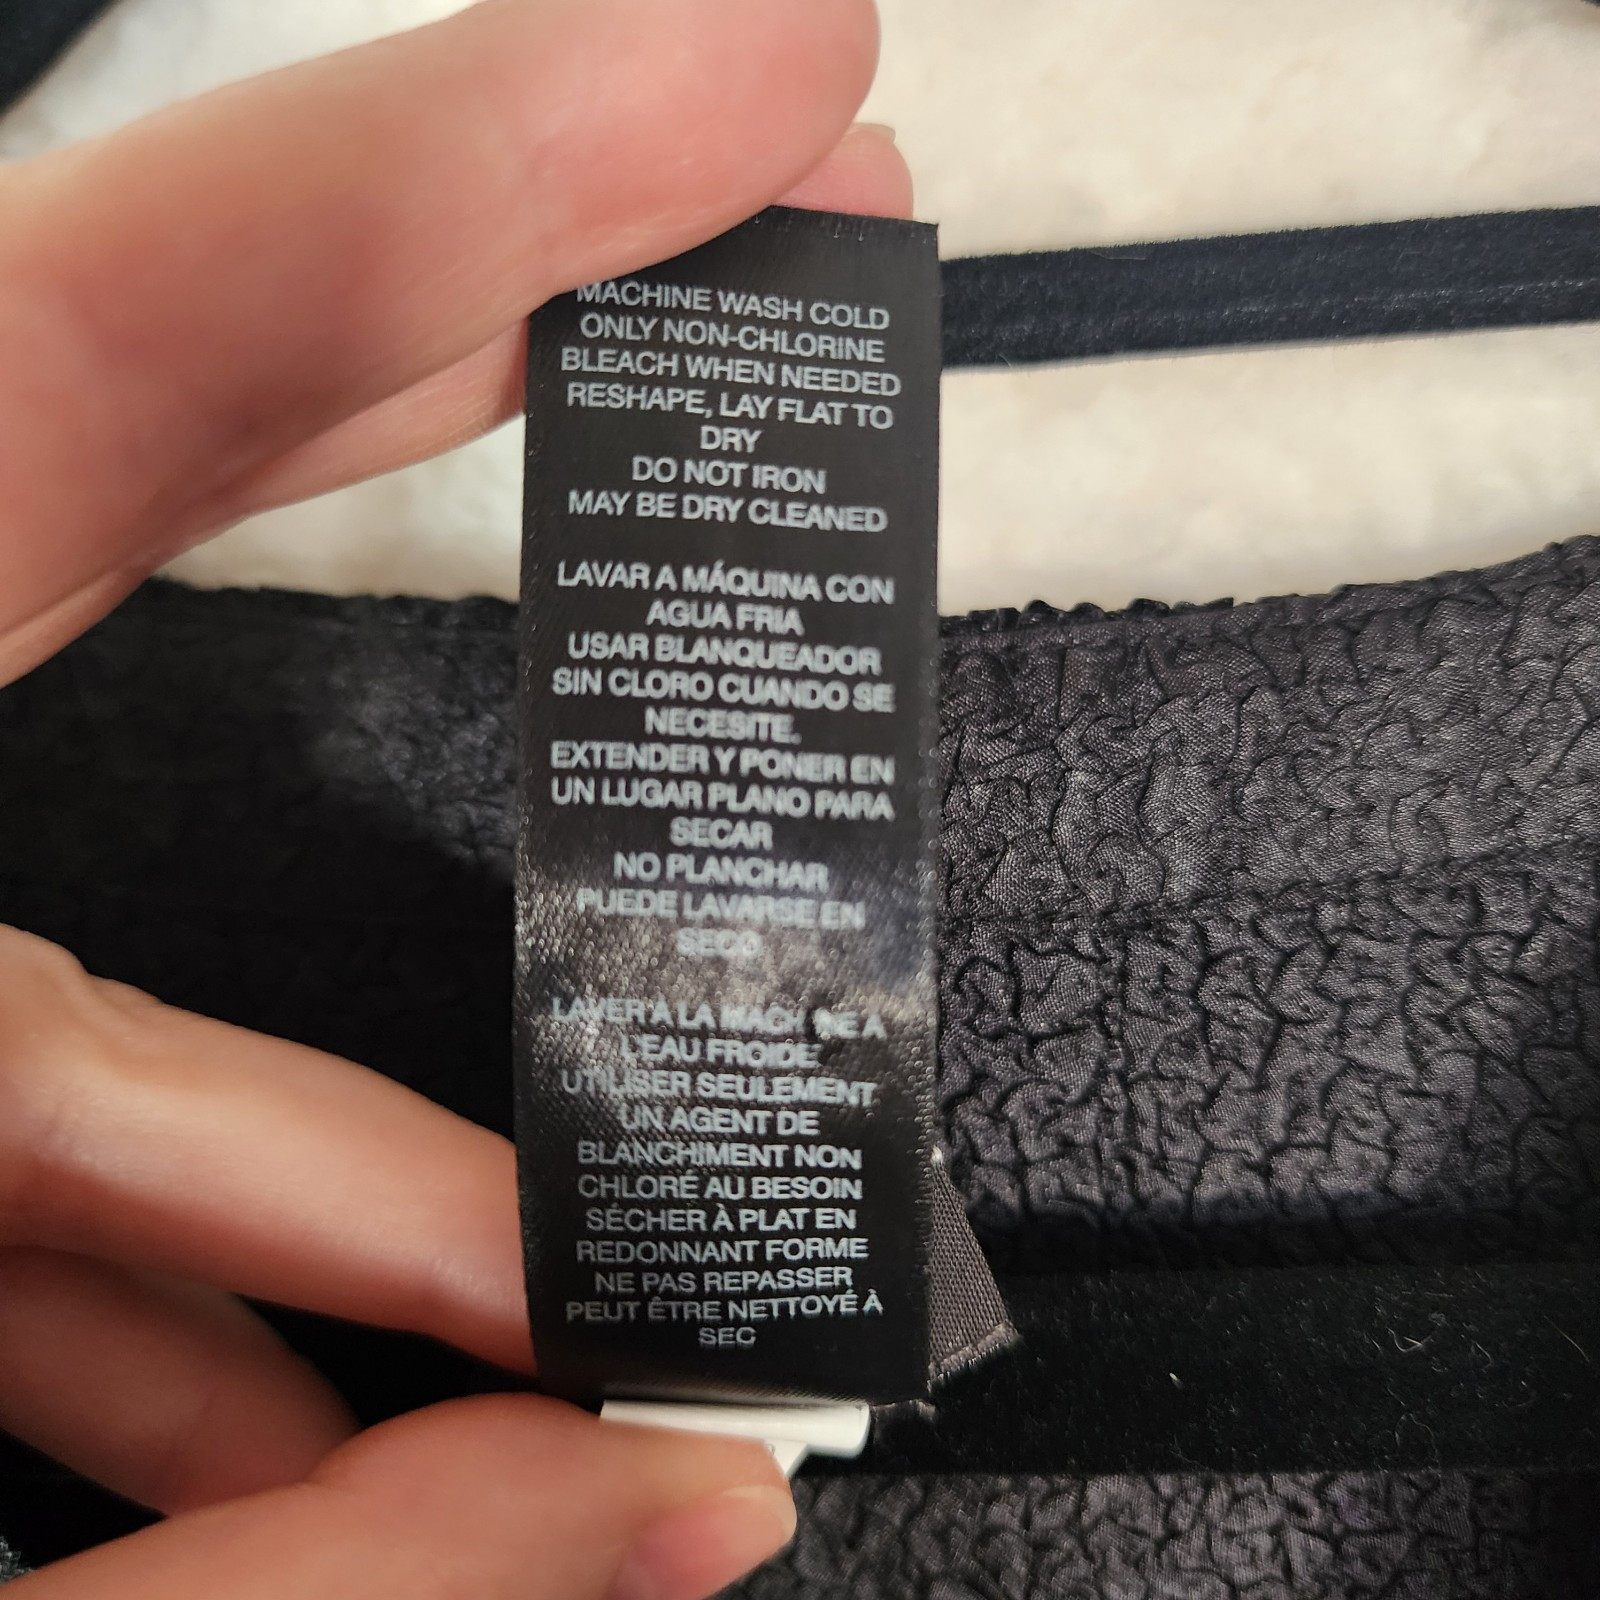 MACHINE WASH COLD
ONLY NON-CHLORINE
BLEACH WHEN NEEDED
RESHAPE, LAY FLAT TO
DRY
DO NOT IRON
MAY BE DRY CLEANED
LAVAR A MÁQUINA CON
AGUA FRIA
USAR BLANQUEADOR
SIN CLORO CUANDO SE
NECESITE.
EXTENDER Y PONER EN
UN LUGAR PLANO PARA
SECAR
NO PLANCHAR
PUEDE LAVARSE EN
SECO
LAVER À LA MACHINE A
L'EAU FROIDE
UTILISER SEULEMENT
UN AGENT DE
BLANCHIMENT NON
CHLORÉ AU BESOIN
SÉCHER À PLAT EN
REDONNANT FORME
NE PAS REPASSER
PEUT ÊTRE NETTOYÉ À
SEC